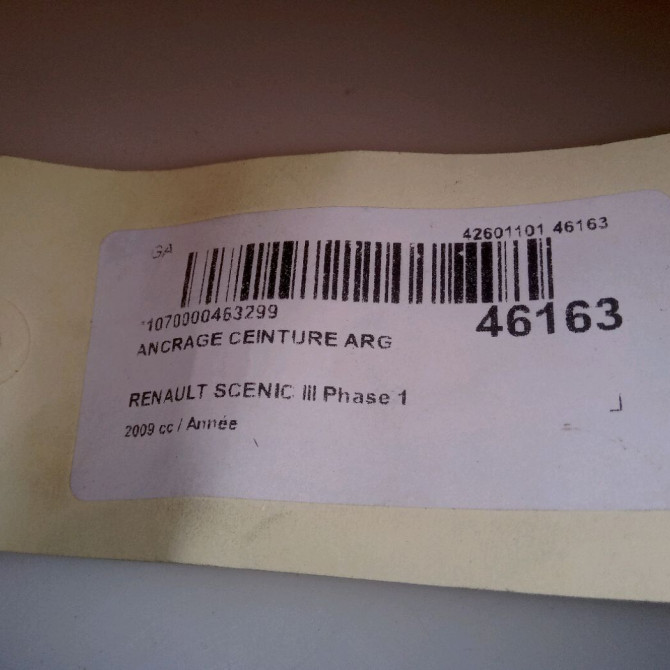 GA
42601101 46163
*1070000463299
46163
ANCRAGE CEINTURE ARG
RENAULT SCENIC III Phase 1
2009 cc / Année